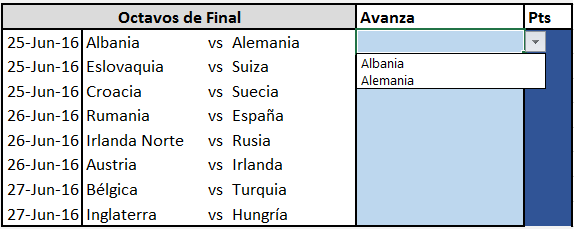 Octavos de Final Avanza Pts
25-Jun-16 Albania vs Alemania
25-Jun-16 Eslovaquia vs Suiza Albania
Alemania
25-Jun-16 Croacia vs Suecia
26-Jun-16 Rumania vs España
26-Jun-16 Irlanda Norte vs Rusia
26-Jun-16 Austria vs Irlanda
27-Jun-16 Bélgica vs Turquia
27-Jun-16 Inglaterra vs Hungría